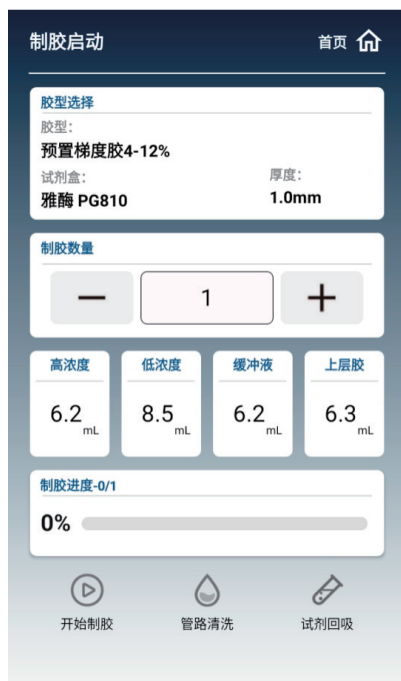 制胶启动 首页
胶型选择
胶型：
预置梯度胶4-12%
试剂盒： 厚度：
雅酶 PG810 1.0mm
制胶数量
− 1 +
高浓度 低浓度 缓冲液 上层胶
6.2 mL 8.5 mL 6.2 mL 6.3 mL
制胶进度-0/1
0%
开始制胶 管路清洗 试剂回吸